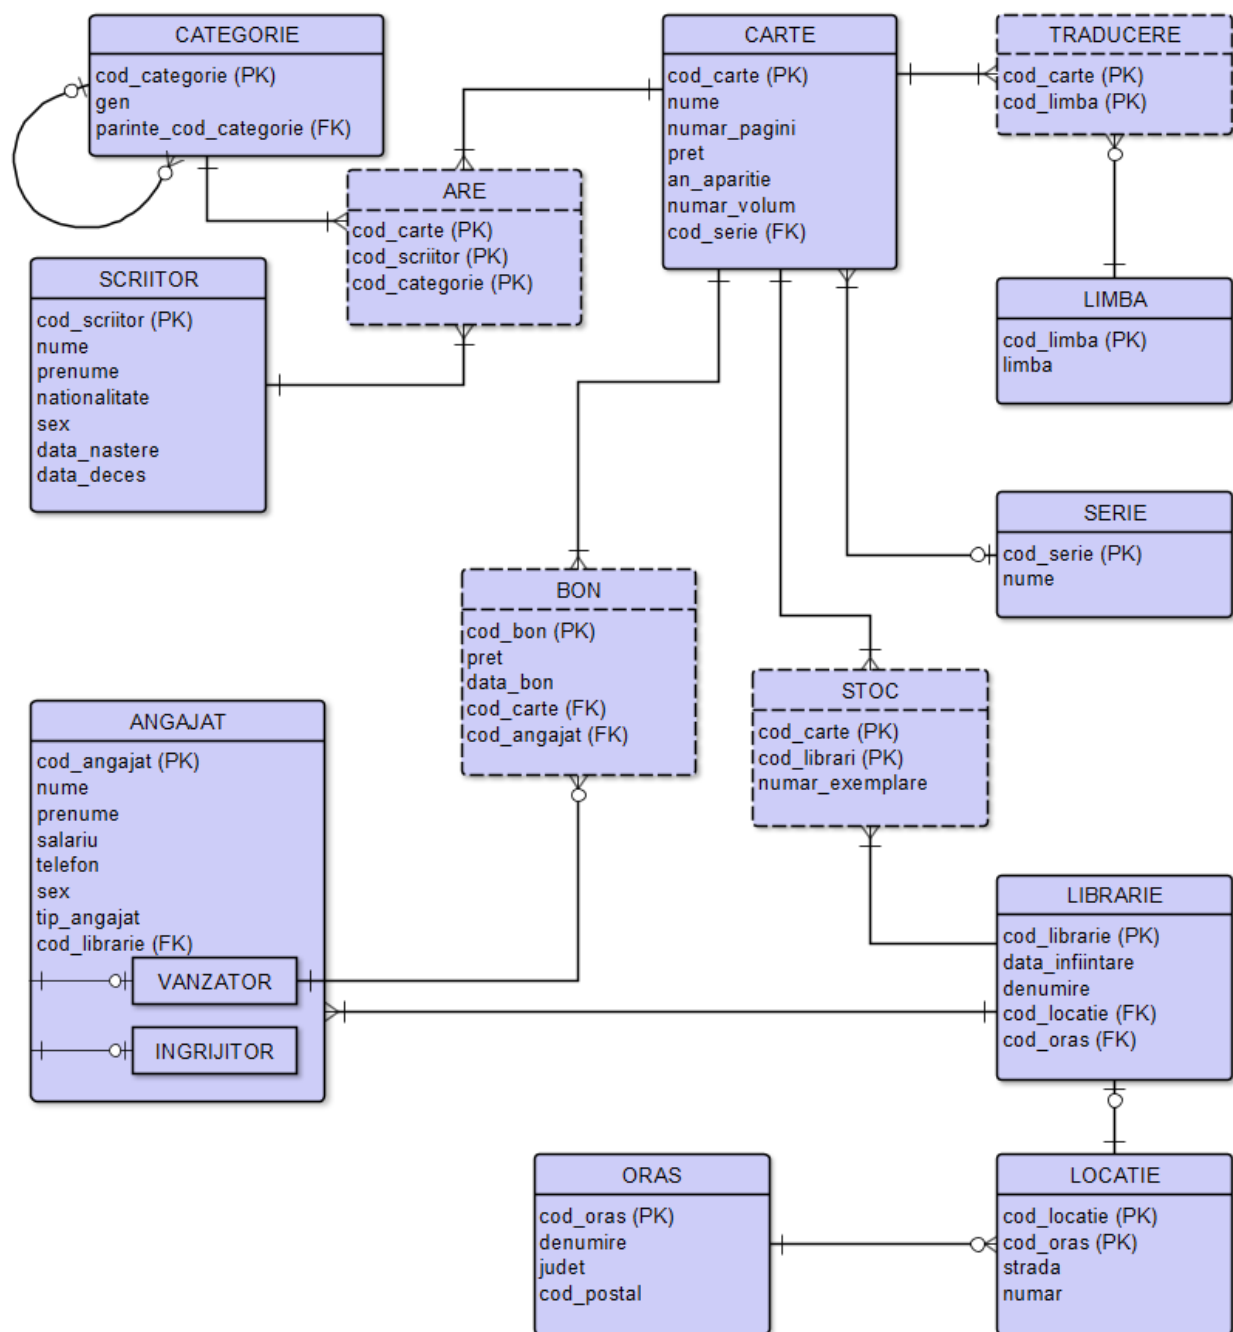 CATEGORIE
cod_categorie (PK)
gen
parinte_cod_categorie (FK)
CARTE
cod_carte (PK)
nume
numar_pagini
pret
an_aparitie
numar_volum
cod_serie (FK)
TRADUCERE
cod_carte (PK)
cod_limba (PK)
ARE
cod_carte (PK)
cod_scriitor (PK)
cod_categorie (PK)
SCRIITOR
cod_scriitor (PK)
nume
prenume
nationalitate
sex
data_nastere
data_deces
LIMBA
cod_limba (PK)
limba
SERIE
cod_serie (PK)
nume
BON
cod_bon (PK)
pret
data_bon
cod_carte (FK)
cod_angajat (FK)
STOC
cod_carte (PK)
cod_librari (PK)
numar_exemplare
ANGAJAT
cod_angajat (PK)
nume
prenume
salariu
telefon
sex
tip_angajat
cod_librarie (FK)
VANZATOR
INGRIJITOR
LIBRARIE
cod_librarie (PK)
data_infiintare
denumire
cod_locatie (FK)
cod_oras (FK)
ORAS
cod_oras (PK)
denumire
judet
cod_postal
LOCATIE
cod_locatie (PK)
cod_oras (PK)
strada
numar